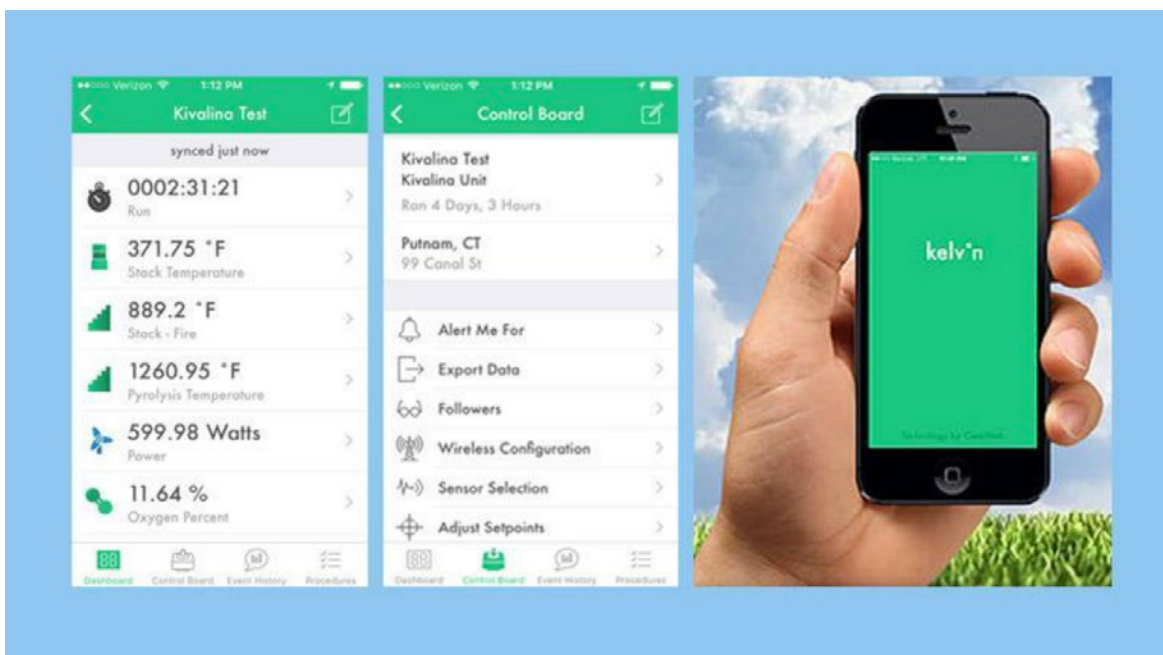 Verizon 1:12 PM
Kivalina Test
synced just now
0002:31:21
Run
371.75 °F
Stack Temperature
889.2 °F
Stack - Fire
1260.95 °F
Pyrolysis Temperature
599.98 Watts
Power
11.64 %
Oxygen Percent
Dashboard Control Board Event History Procedures
Verizon 1:12 PM
Control Board
Kivalina Test
Kivalina Unit
Ran 4 Days, 3 Hours
Putnam, CT
99 Canal St
Alert Me For
Export Data
Followers
Wireless Configuration
Sensor Selection
Adjust Setpoints
Dashboard Control Board Event History Procedures
kelv°n
Technology by